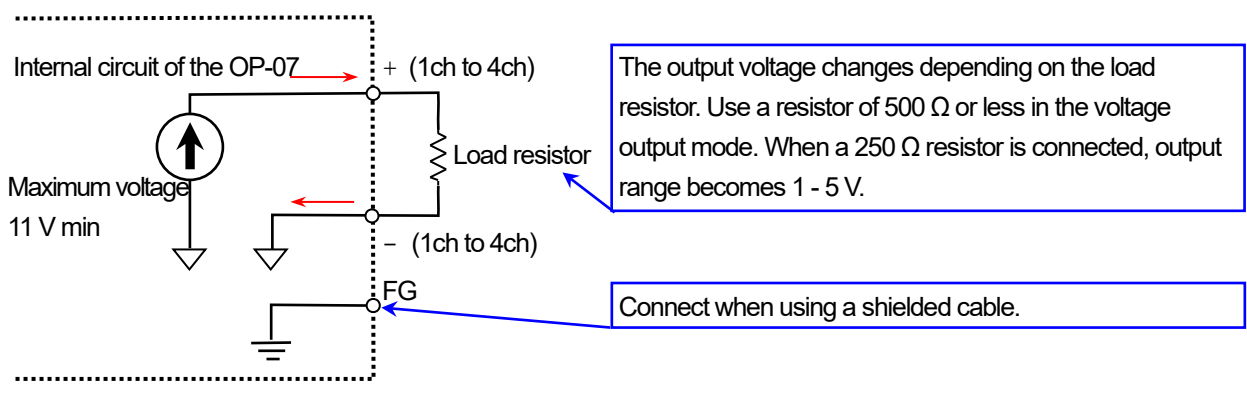 Internal circuit of the OP-07
+ (1ch to 4ch)
Maximum voltage
11 V min
Load resistor
− (1ch to 4ch)
FG
The output voltage changes depending on the load
resistor. Use a resistor of 500 Ω or less in the voltage
output mode. When a 250 Ω resistor is connected, output
range becomes 1 - 5 V.
Connect when using a shielded cable.